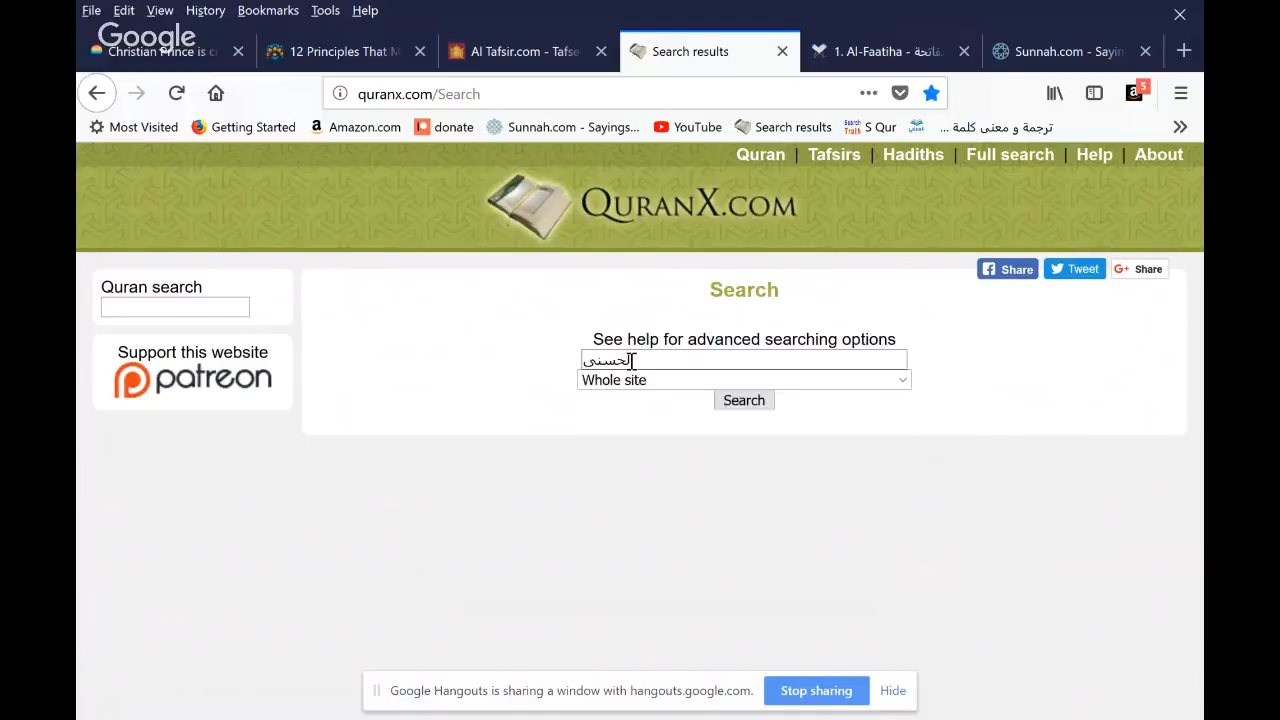 File Edit View History Bookmarks Tools Help
Google
Christian Prince is c
12 Principles That M
Al Tafsir.com - Tafse
Search results
1. Al-Faatiha - فاتحة
Sunnah.com - Sayin
quranx.com/Search
5
Most Visited
Getting Started
Amazon.com
donate
Sunnah.com - Sayings...
YouTube
Search results
Search Truth
S Qur
ترجمة و معنى كلمة ...
Quran | Tafsirs | Hadiths | Full search | Help | About
QURANX.COM
Share
Tweet
G+ Share
Quran search
Support this website
patreon
Search
See help for advanced searching options
لحسنى
Whole site
Search
Google Hangouts is sharing a window with hangouts.google.com.
Stop sharing
Hide